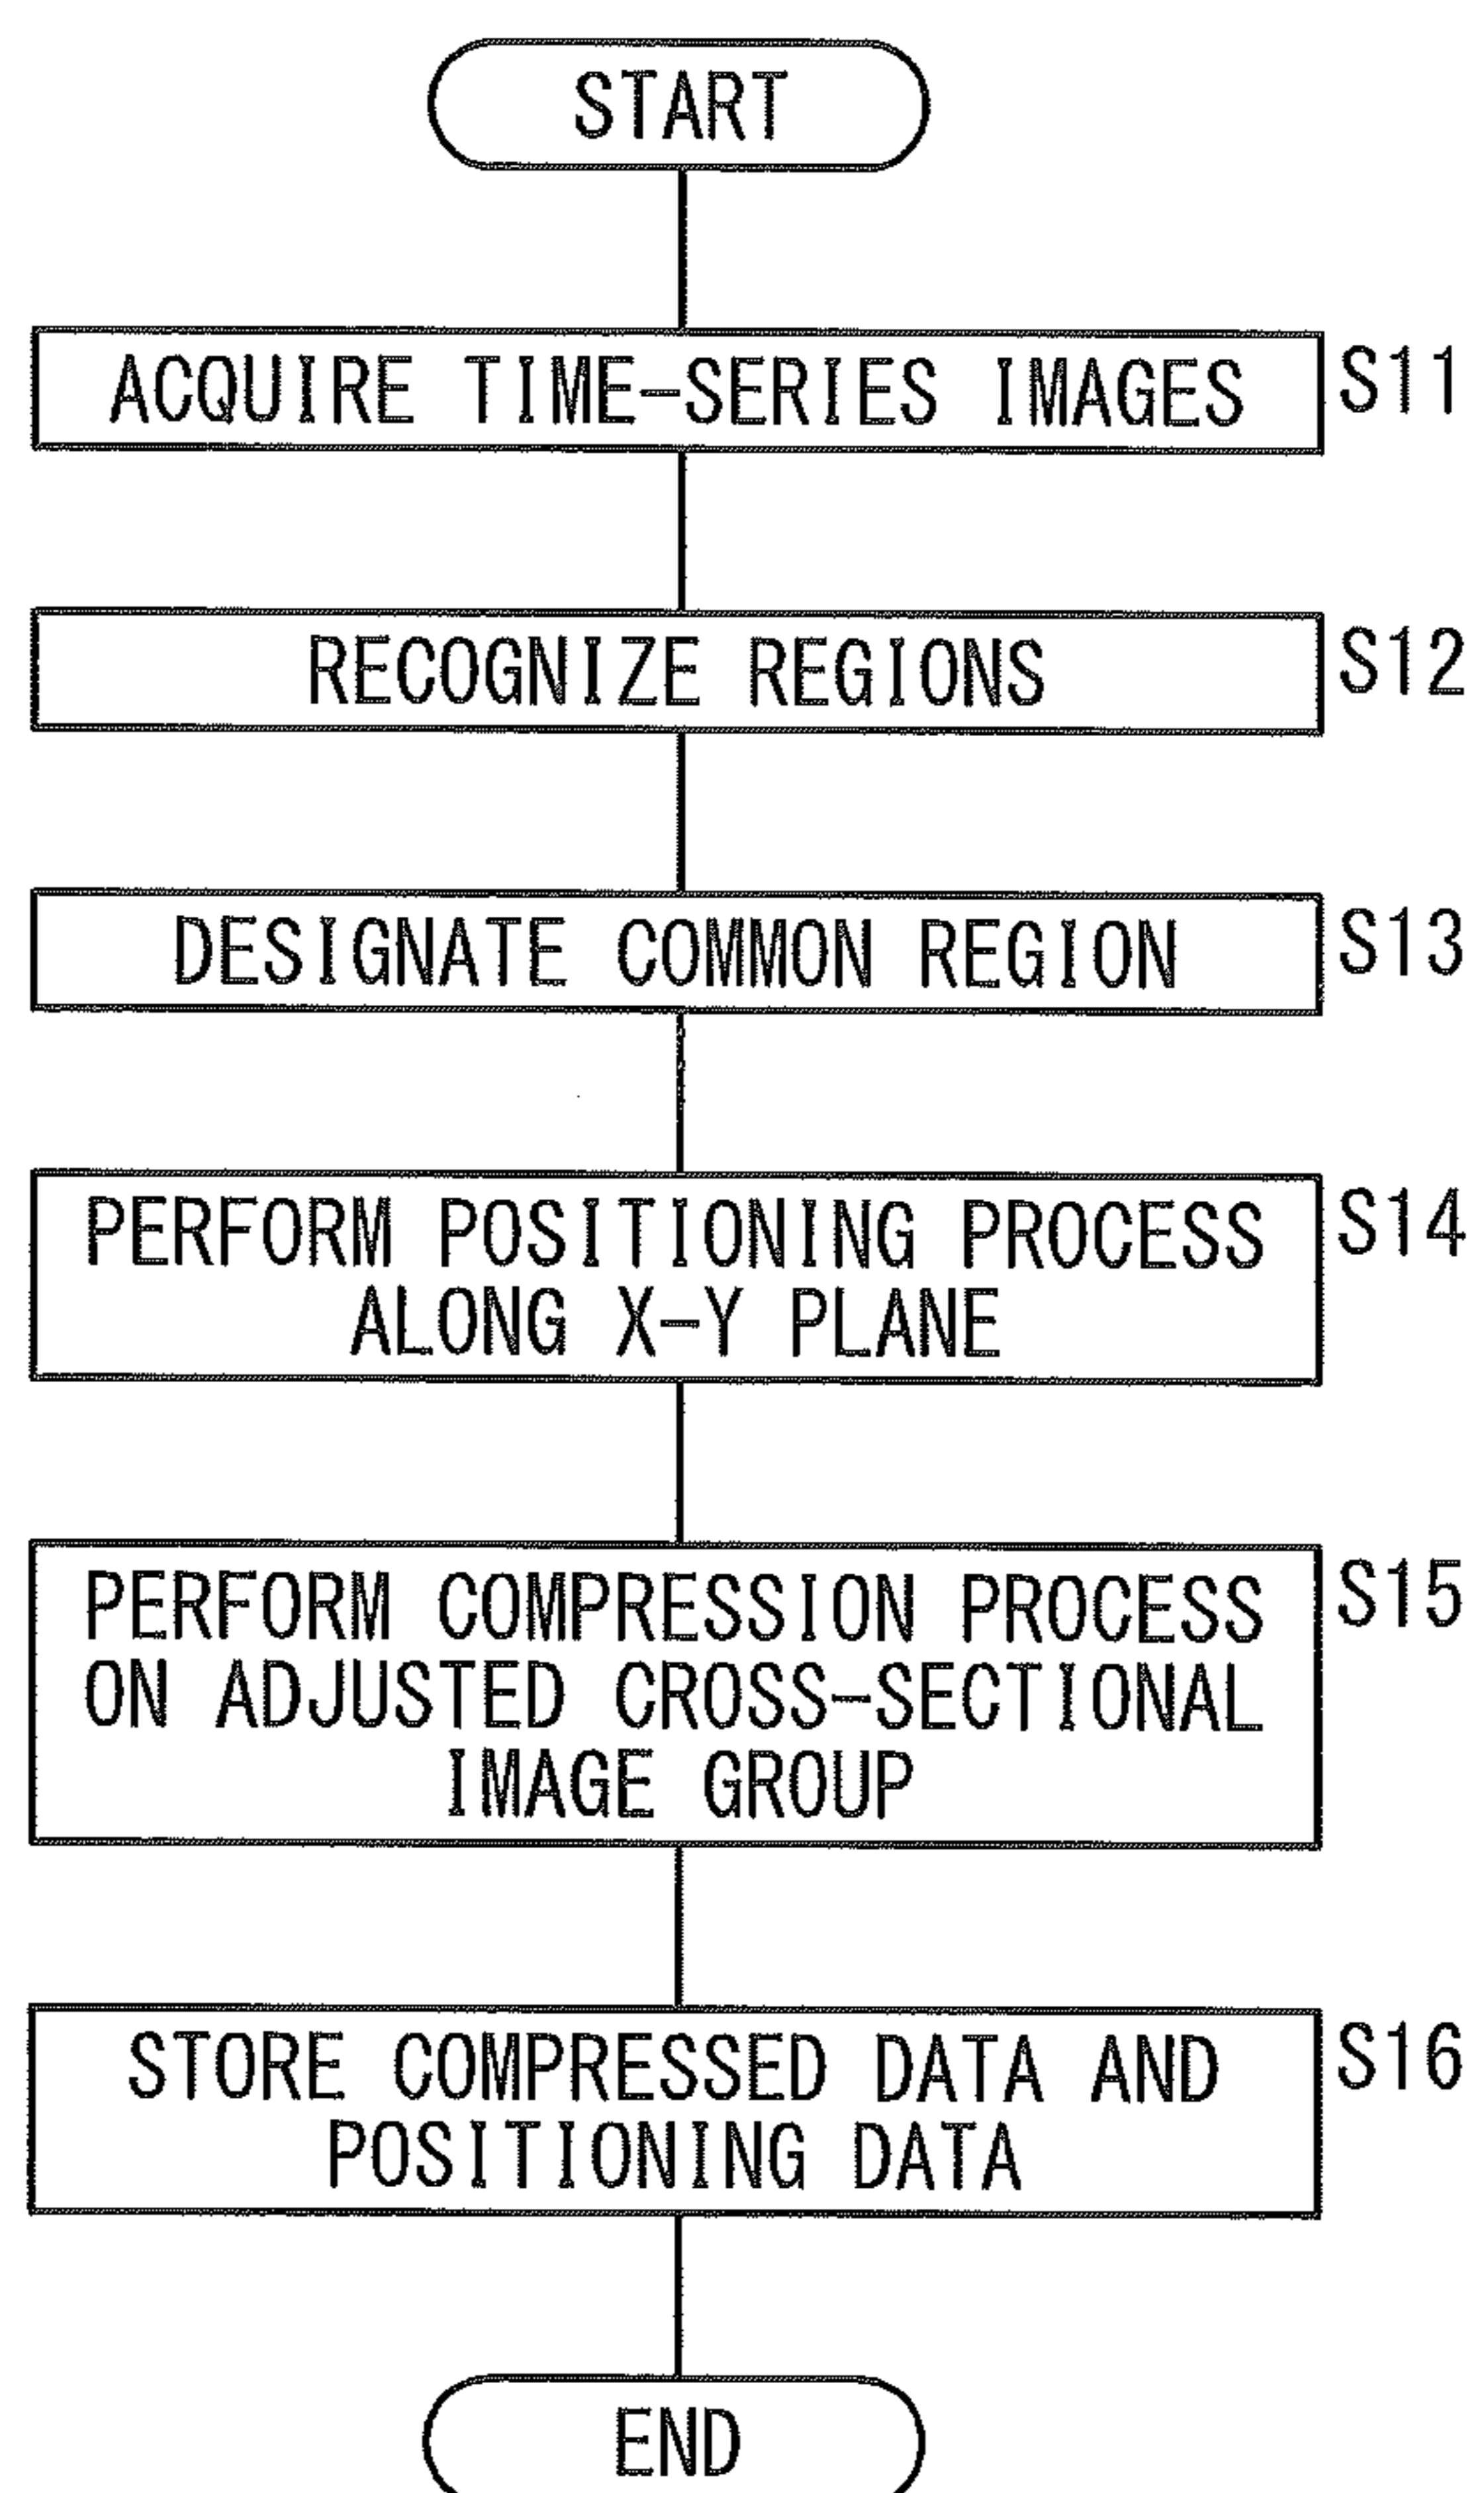 START
ACQUIRE TIME-SERIES IMAGES S11
RECOGNIZE REGIONS S12
DESIGNATE COMMON REGION S13
PERFORM POSITIONING PROCESS S14
ALONG X-Y PLANE
PERFORM COMPRESSION PROCESS S15
ON ADJUSTED CROSS-SECTIONAL
IMAGE GROUP
STORE COMPRESSED DATA AND S16
POSITIONING DATA
END